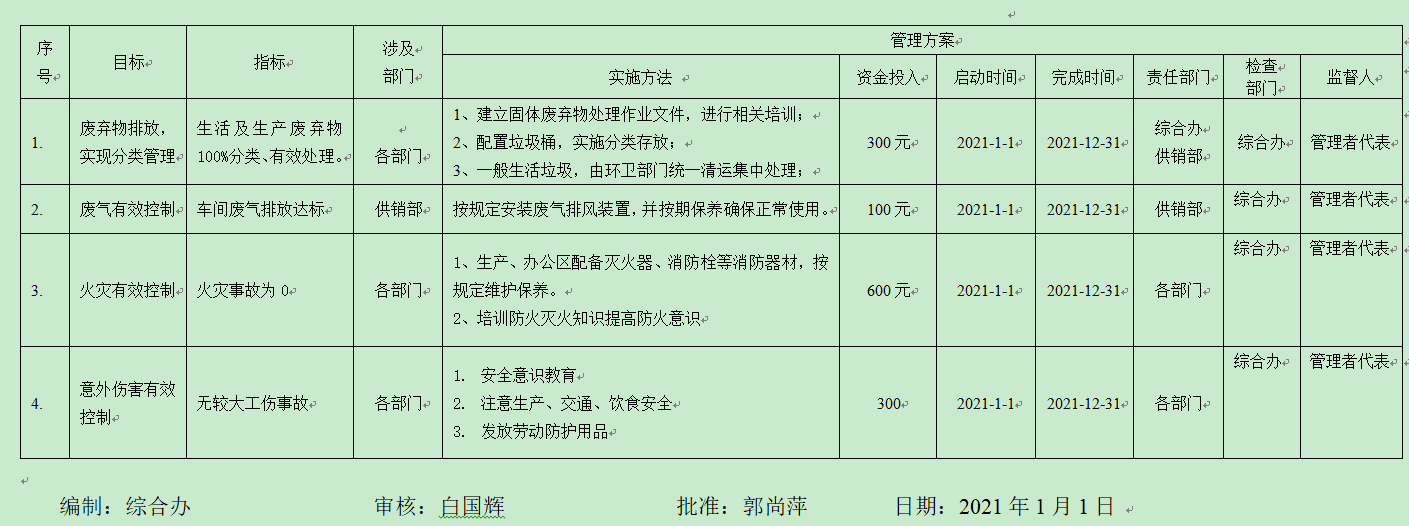 序号 目标 指标 涉及部门 管理方案
实施方法 资金投入 启动时间 完成时间 责任部门 检查部门 监督人
1. 废弃物排放，实现分类管理 生活及生产废弃物100%分类、有效处理。 各部门 1、建立固体废弃物处理作业文件，进行相关培训；
2、配置垃圾桶，实施分类存放；
3、一般生活垃圾，由环卫部门统一清运集中处理； 300元 2021-1-1 2021-12-31 综合办 供销部 综合办 管理者代表
2. 废气有效控制 车间废气排放达标 供销部 按规定安装废气排风装置，并按期保养确保正常使用。 100元 2021-1-1 2021-12-31 供销部 综合办 管理者代表
3. 火灾有效控制 火灾事故为0 各部门 1、生产、办公区配备灭火器、消防栓等消防器材，按
规定维护保养。
2、培训防火灭火知识提高防火意识 600元 2021-1-1 2021-12-31 各部门 综合办 管理者代表
4. 意外伤害有效控制 无较大工伤事故 各部门 1. 安全意识教育
2. 注意生产、交通、饮食安全
3. 发放劳动防护用品 300 2021-1-1 2021-12-31 各部门 综合办 管理者代表
编制：综合办 审核：白国辉 批准：郭尚萍 日期：2021年1月1日